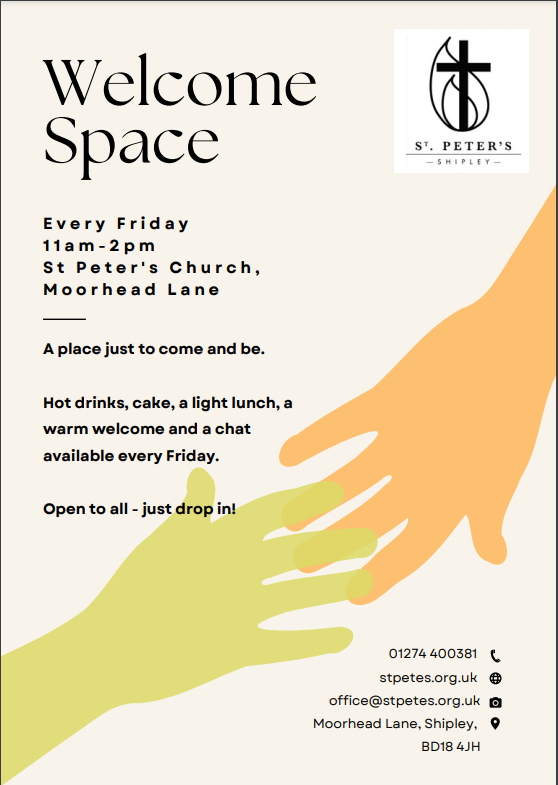 Welcome
Space
ST. PETER'S
SHIPLEY
Every Friday
11am-2pm
St Peter's Church,
Moorhead Lane
A place just to come and be.
Hot drinks, cake, a light lunch, a
warm welcome and a chat
available every Friday.
Open to all - just drop in!
01274 400381
stpetes.org.uk
office@stpetes.org.uk
Moorhead Lane, Shipley,
BD18 4JH